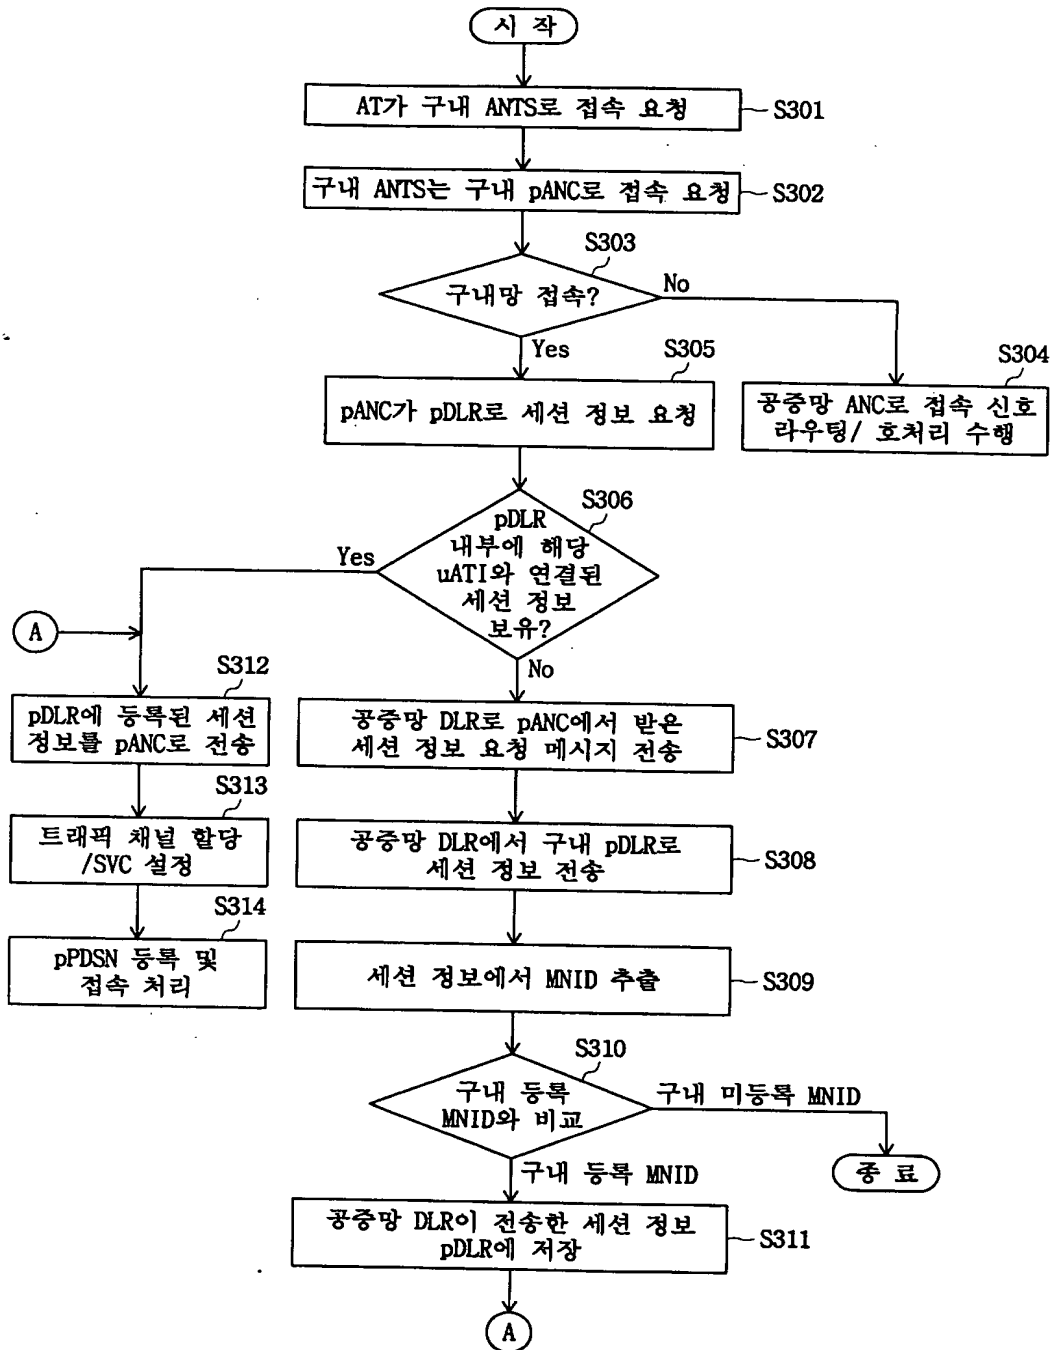 시 작
AT가 구내 ANTS로 접속 요청
S301
구내 ANTS는 구내 pANC로 접속 요청
S302
S303
구내망 접속?
No
Yes
S305
S304
pANC가 pDLR로 세션 정보 요청
공중망 ANC로 접속 신호
라우팅/ 호처리 수행
S306
pDLR
내부에 해당
uATI와 연결된
세션 정보
보유?
Yes
No
A
S312
pDLR에 등록된 세션
정보를 pANC로 전송
공중망 DLR로 pANC에서 받은
세션 정보 요청 메시지 전송
S307
S313
트래픽 채널 할당
/SVC 설정
공중망 DLR에서 구내 pDLR로
세션 정보 전송
S308
S314
pPDSN 등록 및
접속 처리
세션 정보에서 MNID 추출
S309
S310
구내 등록
MNID와 비교
구내 미등록 MNID
종 료
구내 등록 MNID
공중망 DLR이 전송한 세션 정보
pDLR에 저장
S311
A